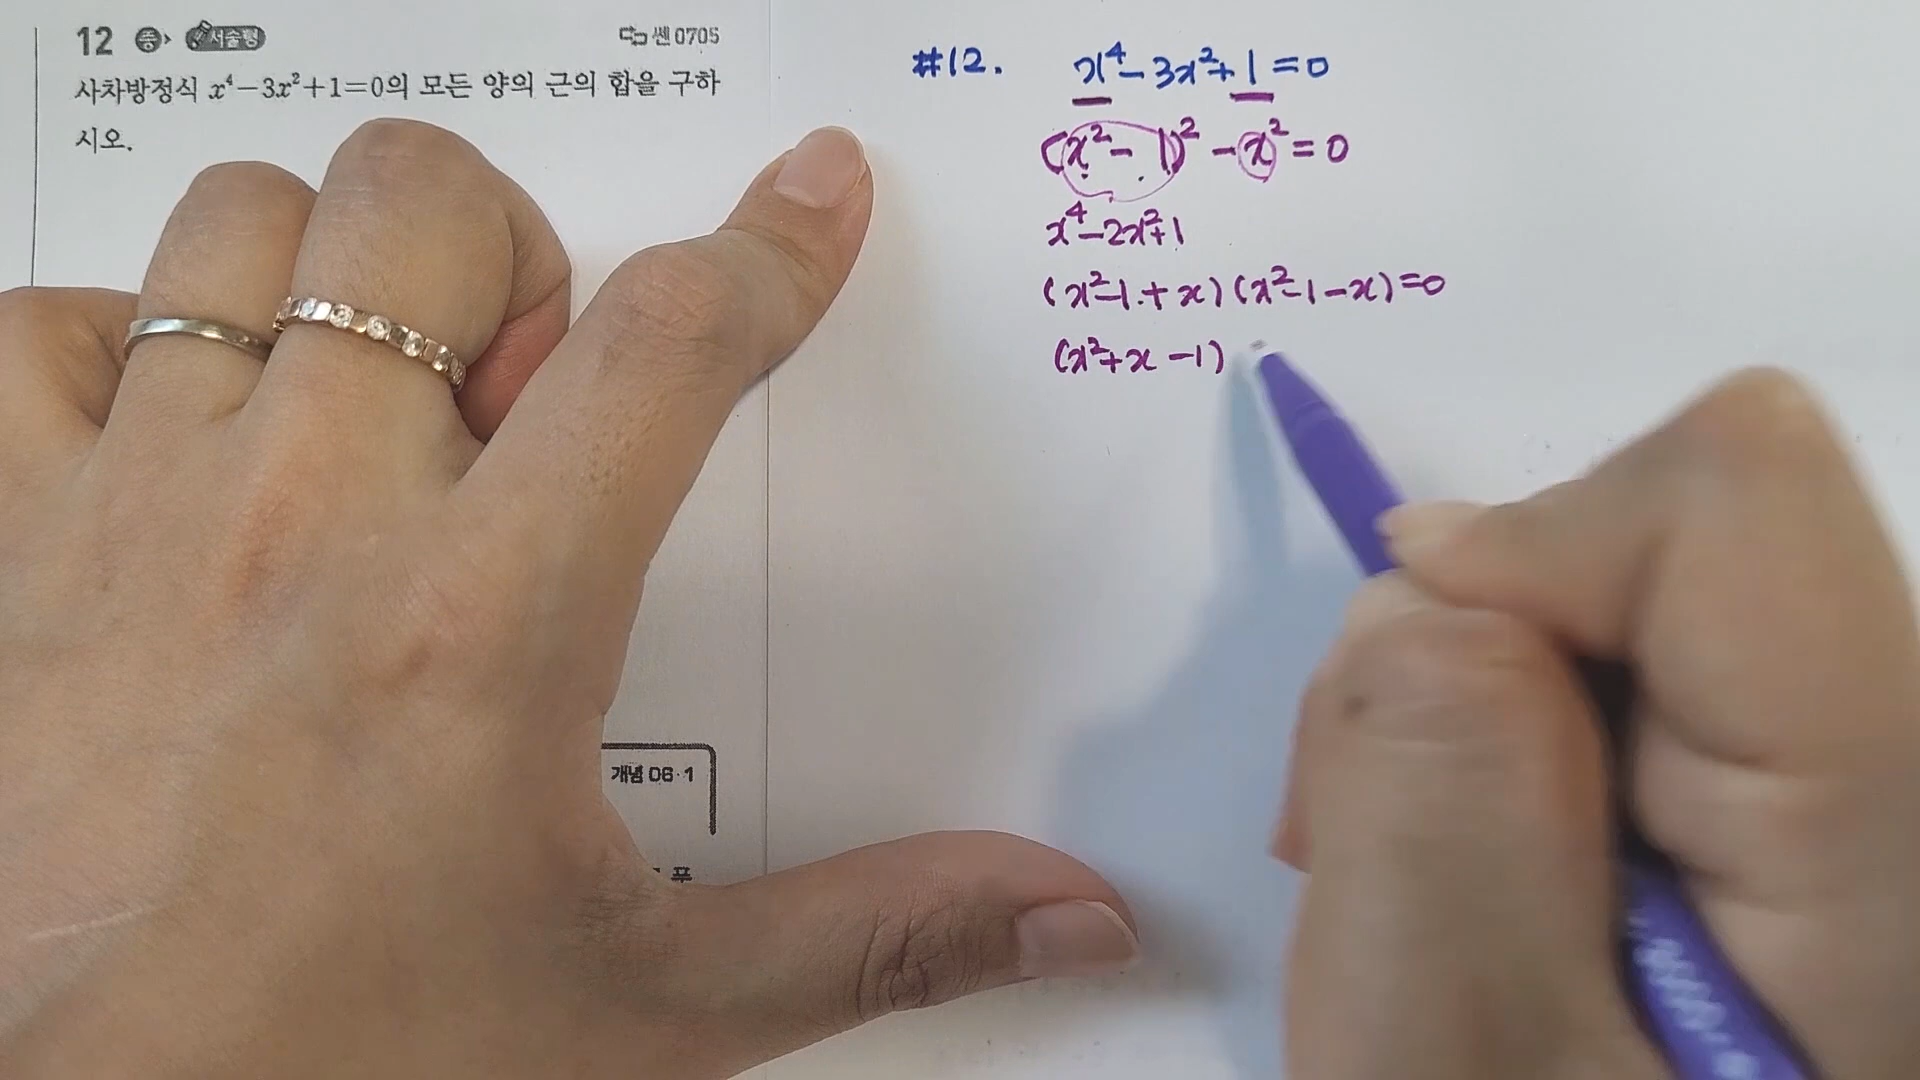 12 중 서술형 쎈 0705
사차방정식 x⁴−3x²+1=0의 모든 양의 근의 합을 구하
시오.
개념 06·1
푸
#12. x⁴−3x²+1=0
(x²−1)²−x²=0
x⁴−2x²+1
(x²−1+x)(x²−1−x)=0
(x²+x−1)